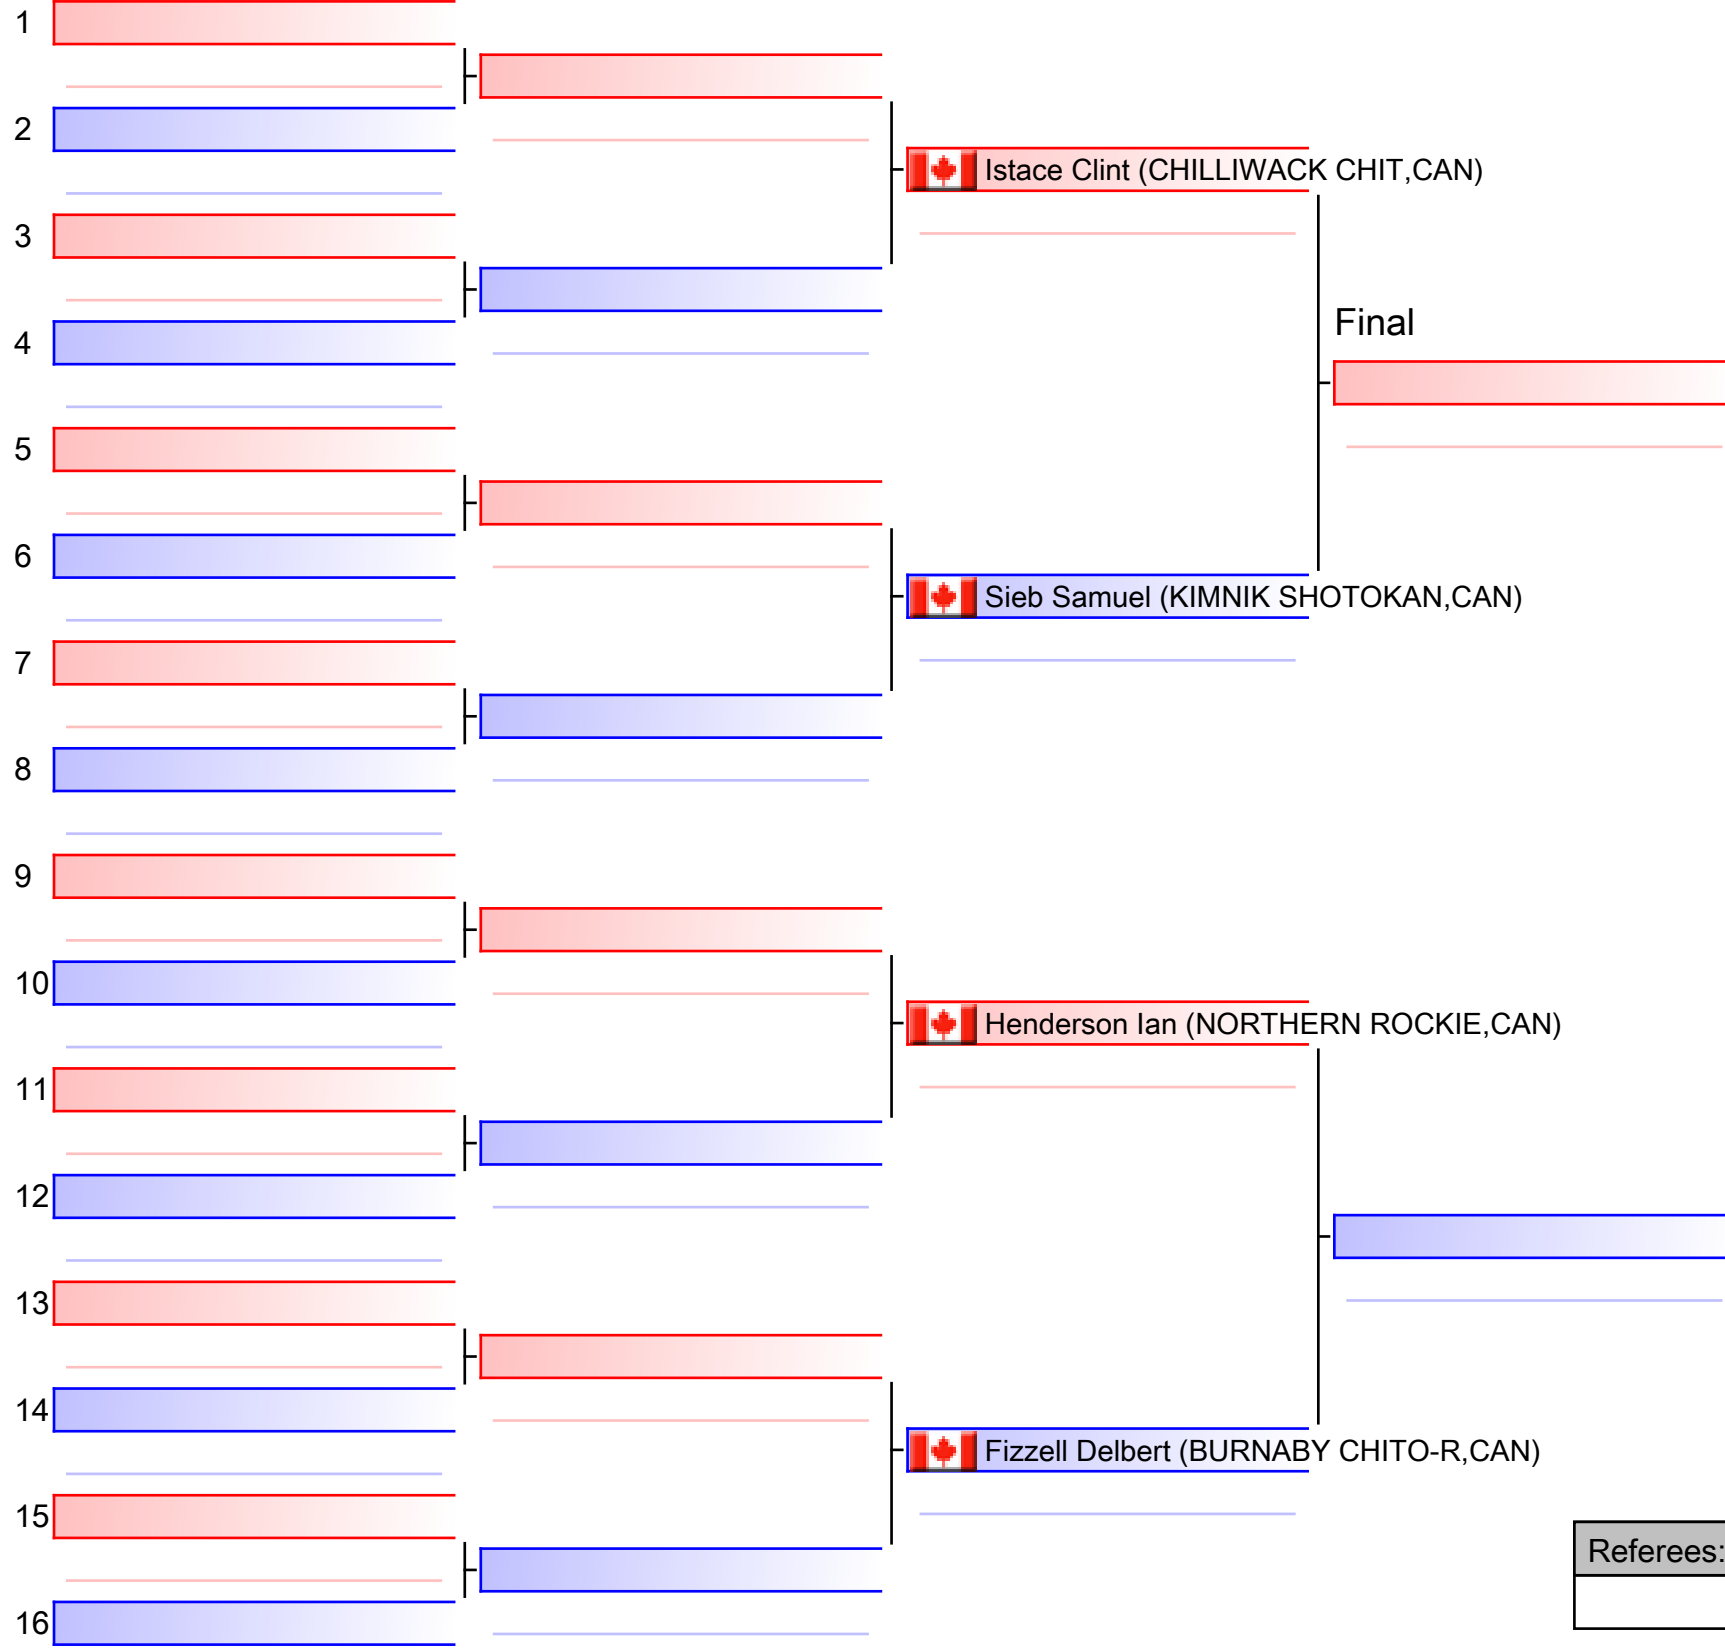 1
2
Istace Clint (CHILLIWACK CHIT,CAN)
3
Final
4
5
6
Sieb Samuel (KIMNIK SHOTOKAN,CAN)
7
8
9
10
Henderson Ian (NORTHERN ROCKIE,CAN)
11
12
13
14
Fizzell Delbert (BURNABY CHITO-R,CAN)
15
Referees:
16